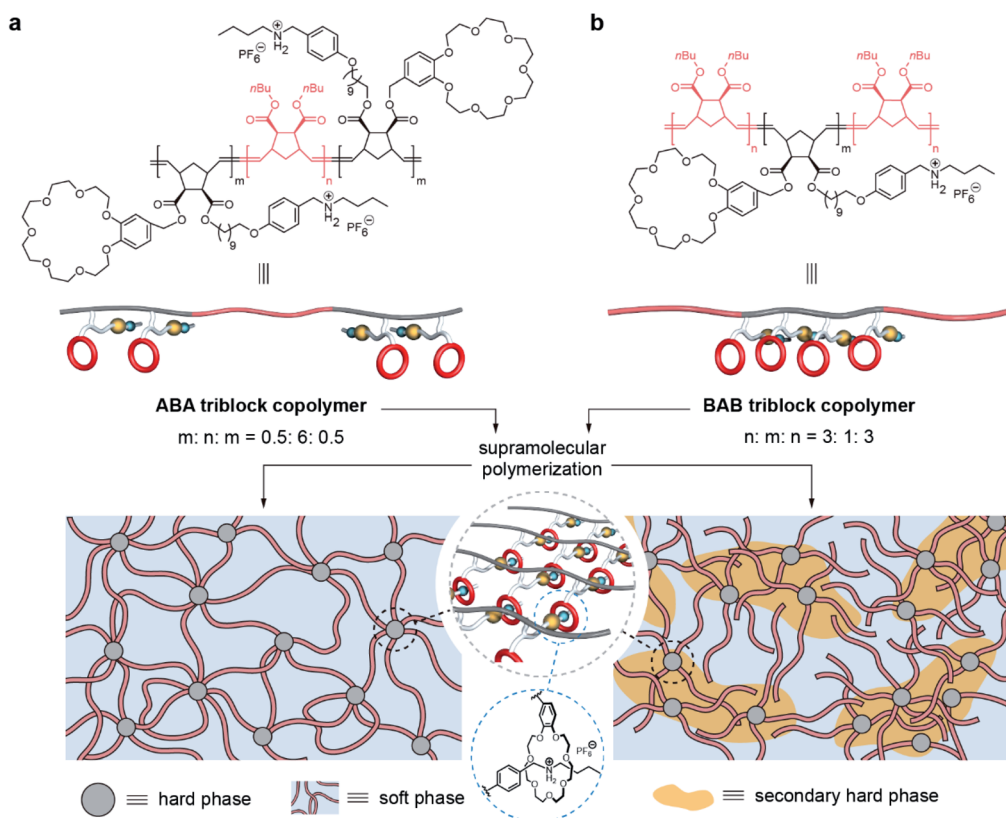 a
b
N
H2
⊕
PF6⊖
O
9
O
O
O
O
O
O
O
O
O
O
nBu
nBu
O
O
O
O
m
n
m
O
O
O
O
O
O
O
O
O
O
O
O
9
O
⊕
N
H2
PF6⊖
nBu
nBu
nBu
nBu
O
O
O
O
O
O
O
O
n
m
n
O
O
O
O
O
O
O
O
O
O
O
O
9
O
⊕
N
H2
PF6⊖
ABA triblock copolymer
m: n: m = 0.5: 6: 0.5
BAB triblock copolymer
n: m: n = 3: 1: 3
supramolecular
polymerization
O
O
O
O
O
O
O
⊕
N
H2
PF6⊖
hard phase
soft phase
secondary hard phase